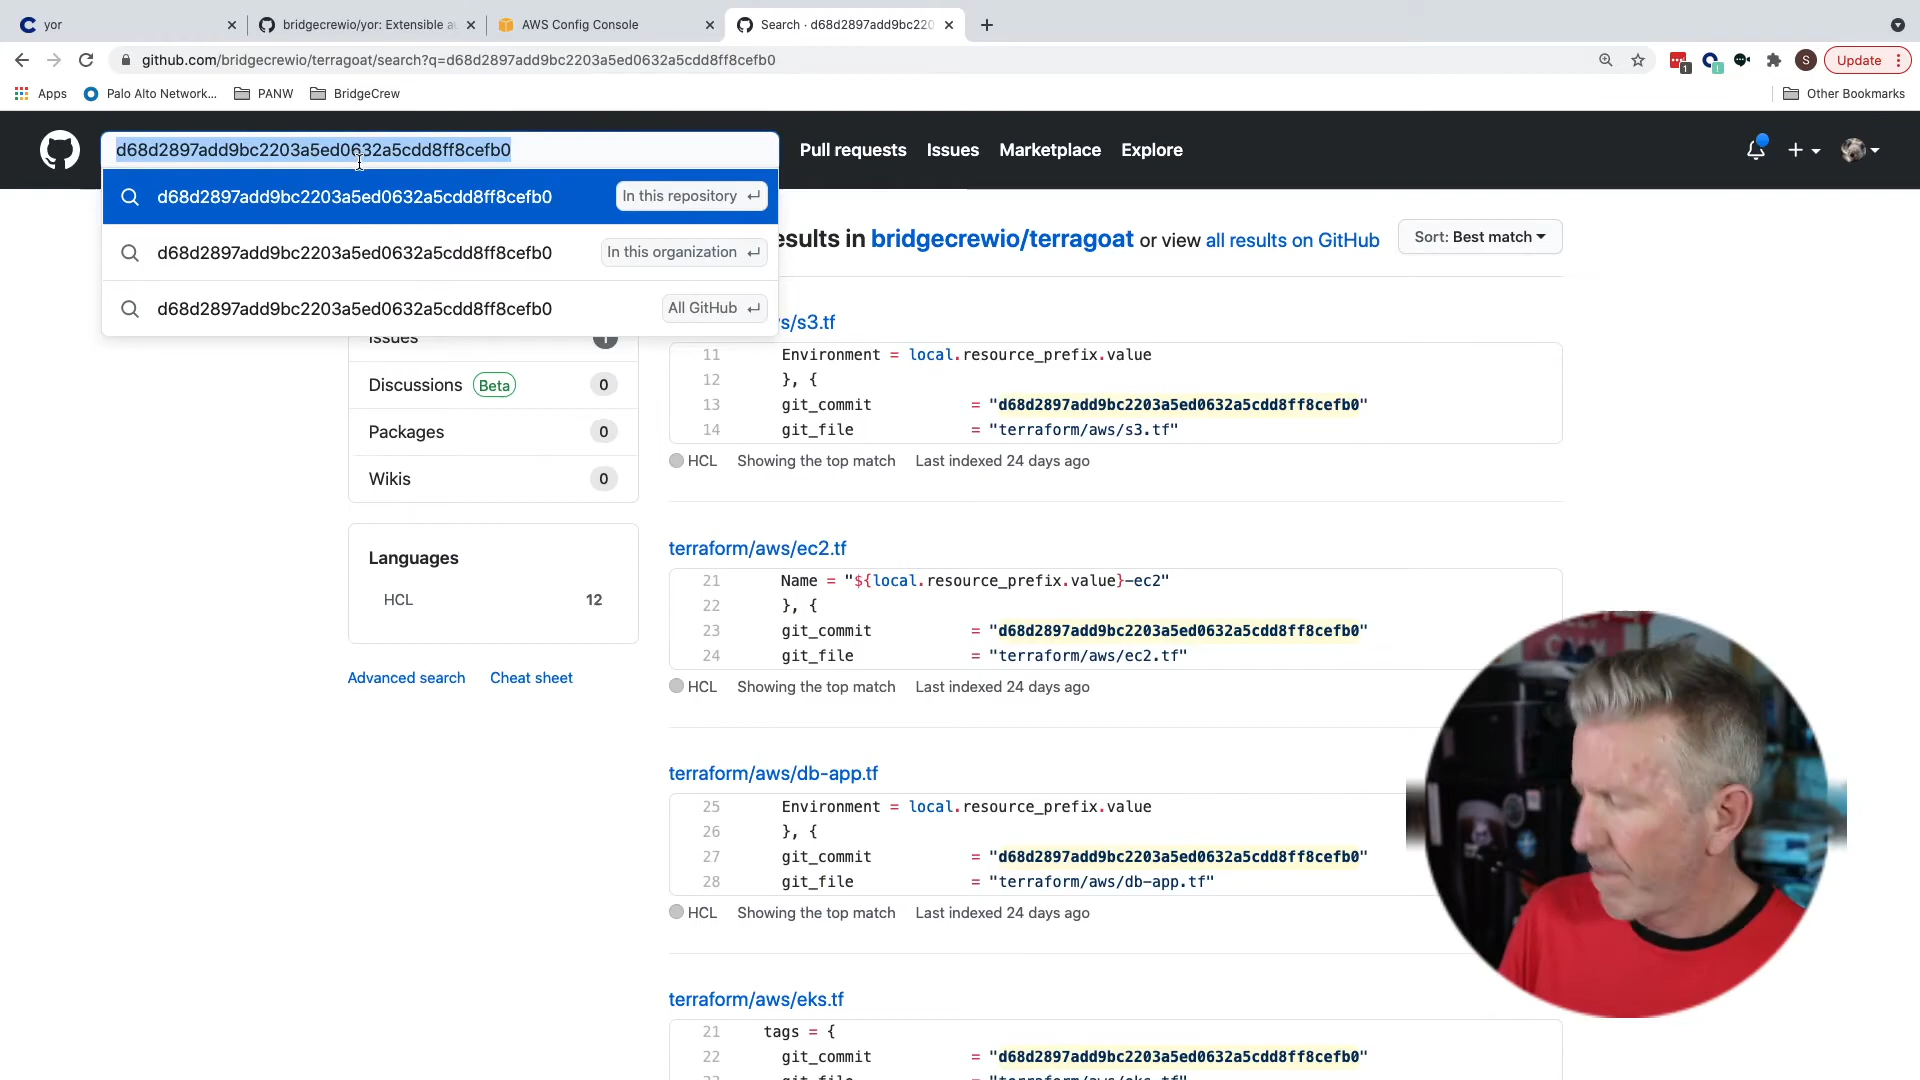 yor
bridgecrewio/yor: Extensible au
AWS Config Console
Search · d68d2897add9bc220
github.com/bridgecrewio/terragoat/search?q=d68d2897add9bc2203a5ed0632a5cdd8ff8cefb0
1
1
S
Update
Apps
Palo Alto Network...
PANW
BridgeCrew
Other Bookmarks
d68d2897add9bc2203a5ed0632a5cdd8ff8cefb0
Pull requests
Issues
Marketplace
Explore
d68d2897add9bc2203a5ed0632a5cdd8ff8cefb0 In this repository
d68d2897add9bc2203a5ed0632a5cdd8ff8cefb0 In this organization
d68d2897add9bc2203a5ed0632a5cdd8ff8cefb0 All GitHub
esults in bridgecrewio/terragoat or view all results on GitHub
Sort: Best match
Issues 1
Discussions Beta 0
Packages 0
Wikis 0
Languages
HCL 12
Advanced search
Cheat sheet
s/s3.tf
11 Environment = local.resource_prefix.value
12 }, {
13 git_commit = "d68d2897add9bc2203a5ed0632a5cdd8ff8cefb0"
14 git_file = "terraform/aws/s3.tf"
HCL Showing the top match Last indexed 24 days ago
terraform/aws/ec2.tf
21 Name = "${local.resource_prefix.value}-ec2"
22 }, {
23 git_commit = "d68d2897add9bc2203a5ed0632a5cdd8ff8cefb0"
24 git_file = "terraform/aws/ec2.tf"
HCL Showing the top match Last indexed 24 days ago
terraform/aws/db-app.tf
25 Environment = local.resource_prefix.value
26 }, {
27 git_commit = "d68d2897add9bc2203a5ed0632a5cdd8ff8cefb0"
28 git_file = "terraform/aws/db-app.tf"
HCL Showing the top match Last indexed 24 days ago
terraform/aws/eks.tf
21 tags = {
22 git_commit = "d68d2897add9bc2203a5ed0632a5cdd8ff8cefb0"